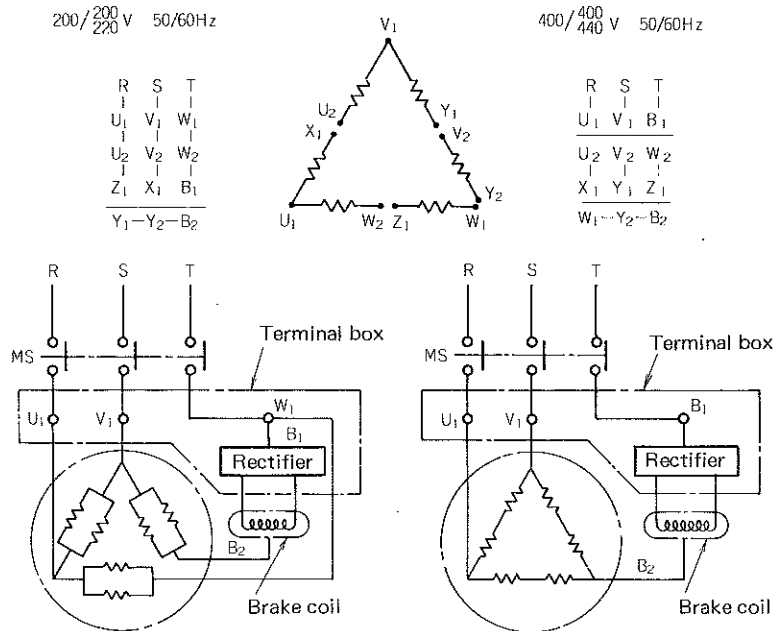 200/200/220 V 50/60Hz
R S T
U₁ V₁ W₁
U₂ V₂ W₂
Z₁ X₁ B₁
Y₁—Y₂—B₂
V₁
U₂
X₁
Y₁
V₂
Y₂
U₁ W₂ Z₁ W₁
400/400/440 V 50/60Hz
R S T
U₁ V₁ B₁
U₂ V₂ W₂
X₁ Y₁ Z₁
W₁—Y₂—B₂
R S T
MS
Terminal box
U₁ V₁ W₁
B₁
Rectifier
B₂
Brake coil
R S T
MS
Terminal box
U₁ V₁ B₁
Rectifier
B₂
Brake coil